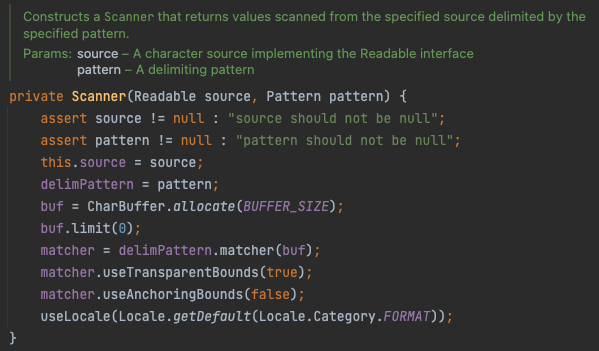 Constructs a Scanner that returns values scanned from the specified source delimited by the
specified pattern.
Params: source – A character source implementing the Readable interface
pattern – A delimiting pattern
private Scanner(Readable source, Pattern pattern) {
    assert source != null : "source should not be null";
    assert pattern != null : "pattern should not be null";
    this.source = source;
    delimPattern = pattern;
    buf = CharBuffer.allocate(BUFFER_SIZE);
    buf.limit(0);
    matcher = delimPattern.matcher(buf);
    matcher.useTransparentBounds(true);
    matcher.useAnchoringBounds(false);
    useLocale(Locale.getDefault(Locale.Category.FORMAT));
}